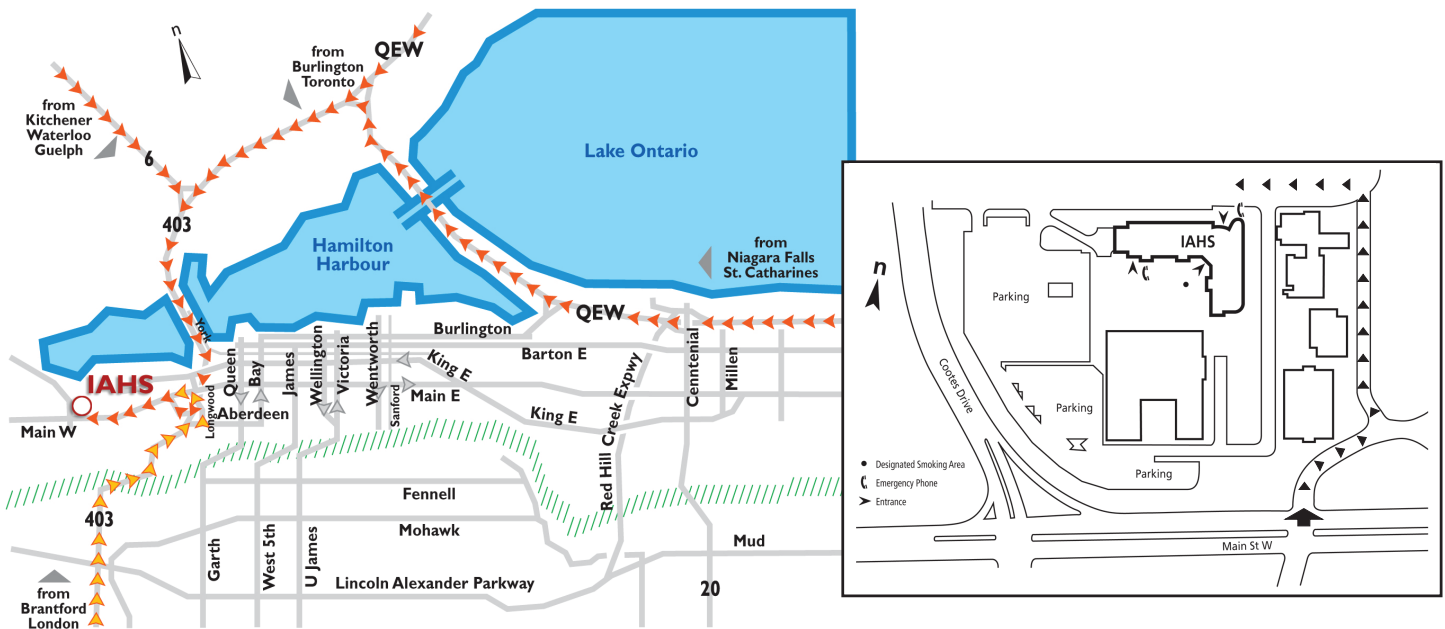 n
from
Burlington
Toronto
QEW
from
Kitchener
Waterloo
Guelph
6
403
Lake Ontario
Hamilton
Harbour
from
Niagara Falls
St. Catharines
QEW
York
Burlington
Barton E
King E
Main E
King E
Queen
Bay
James
Wellington
Victoria
Wentworth
Sanford
Longwood
Aberdeen
IAHS
Main W
Red Hill Creek Expwy
Cenntenial
Millen
Fennell
Mohawk
Mud
Lincoln Alexander Parkway
Garth
West 5th
U James
20
403
from
Brantford
London
n
IAHS
Parking
Parking
Parking
Cootes Drive
Main St W
Designated Smoking Area
Emergency Phone
Entrance